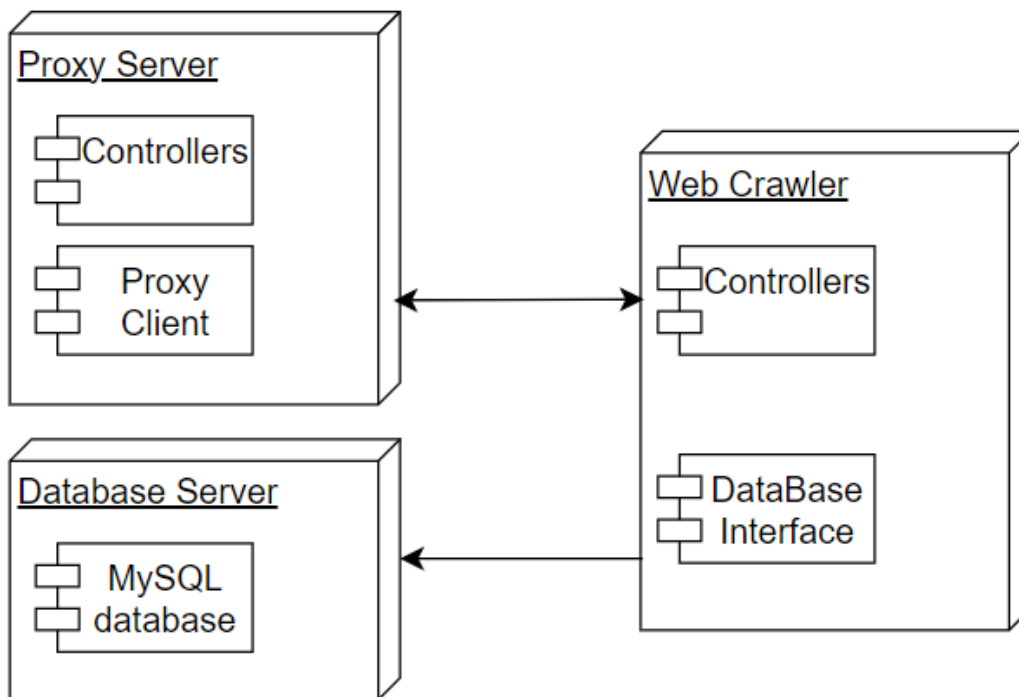 Proxy Server
Controllers
Proxy
Client
Database Server
MySQL
database
Web Crawler
Controllers
DataBase
Interface